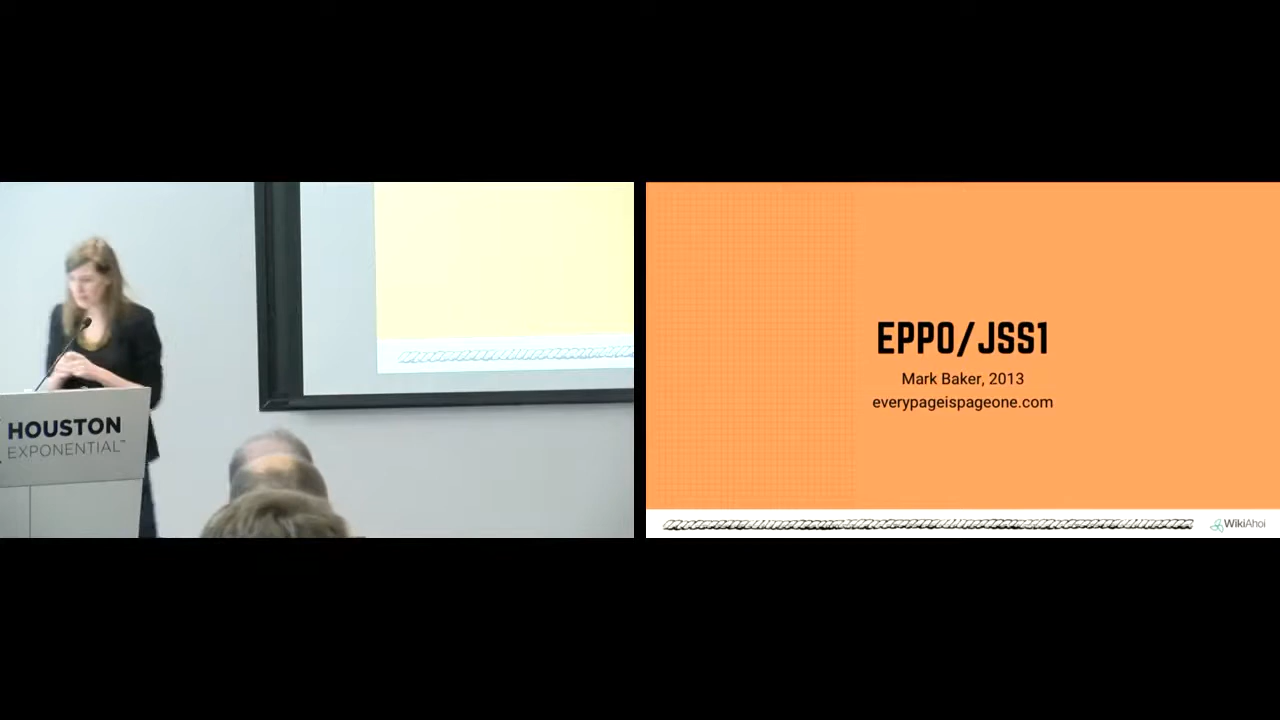 HOUSTON
EXPONENTIAL™
EPPO/JSS1
Mark Baker, 2013
everypageispageone.com
WikiAhoi